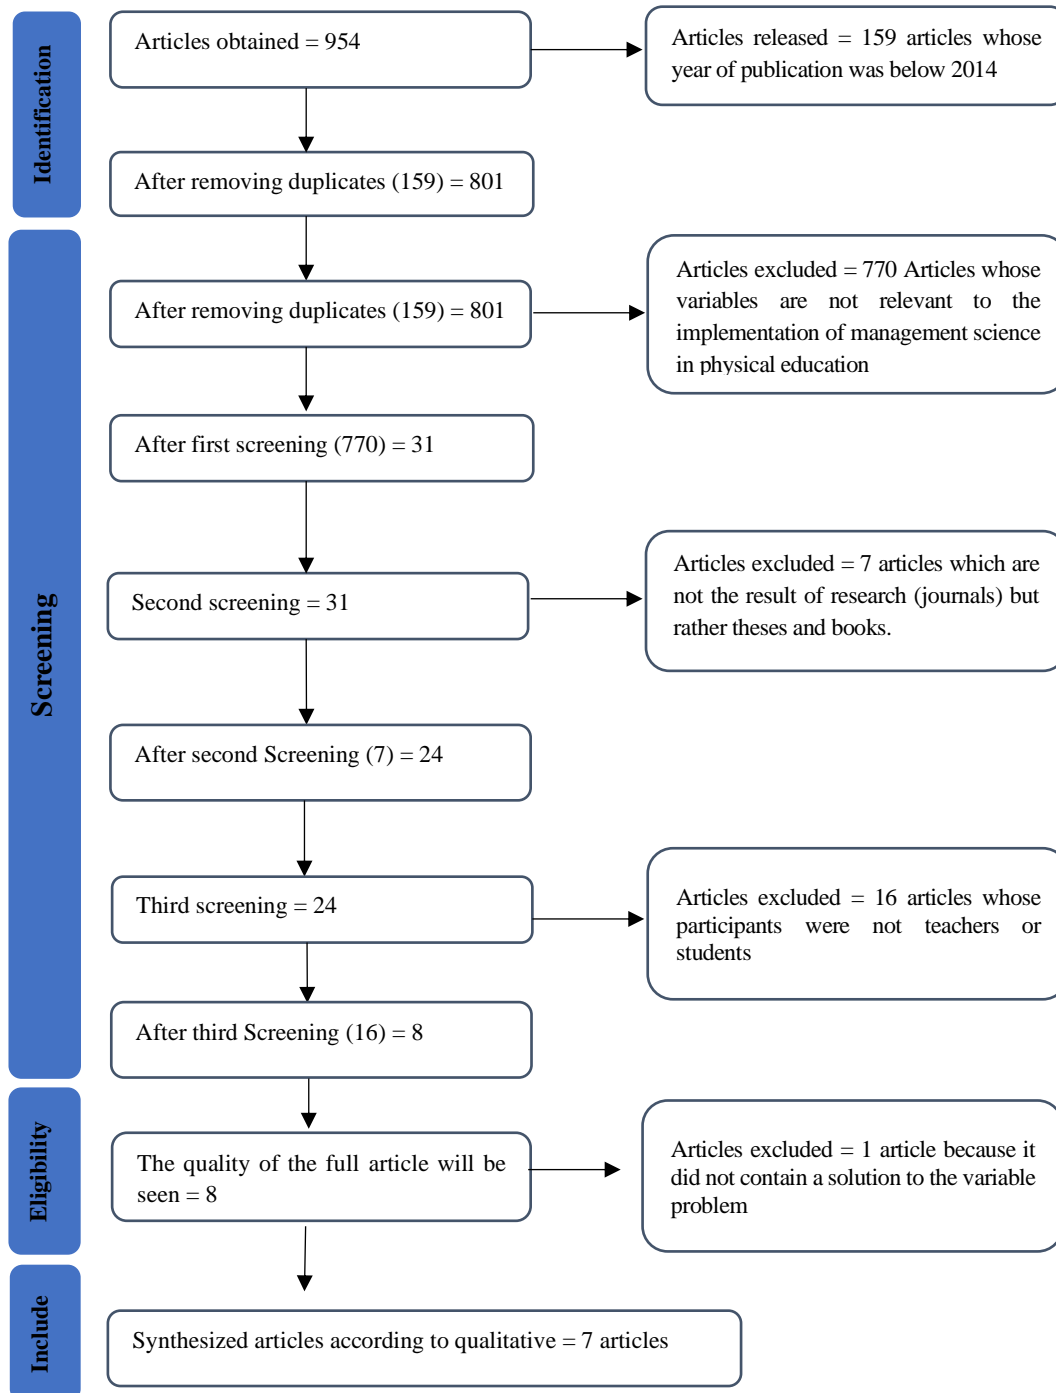 Identification
Articles obtained = 954
Articles released = 159 articles whose
year of publication was below 2014
After removing duplicates (159) = 801
Screening
After removing duplicates (159) = 801
Articles excluded = 770 Articles whose
variables are not relevant to the
implementation of management science
in physical education
After first screening (770) = 31
Second screening = 31
Articles excluded = 7 articles which are
not the result of research (journals) but
rather theses and books.
After second Screening (7) = 24
Third screening = 24
Articles excluded = 16 articles whose
participants were not teachers or
students
After third Screening (16) = 8
Eligibility
The quality of the full article will be
seen = 8
Articles excluded = 1 article because it
did not contain a solution to the variable
problem
Include
Synthesized articles according to qualitative = 7 articles